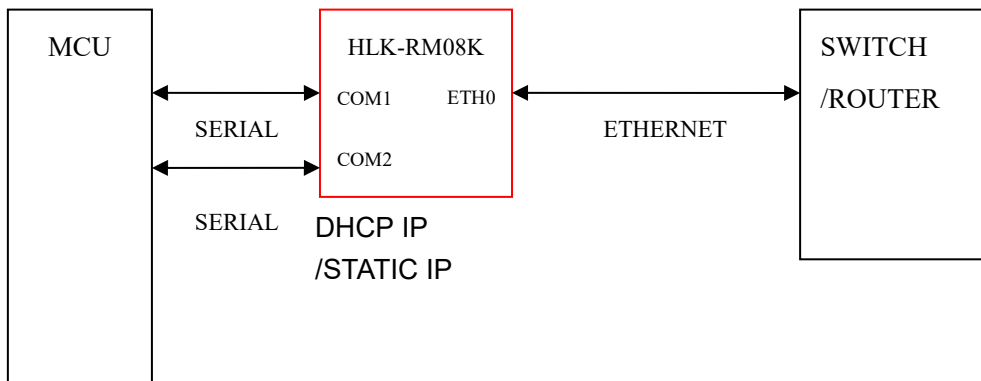 MCU
HLK-RM08K
SWITCH
/ROUTER
COM1
ETH0
SERIAL
ETHERNET
COM2
SERIAL
DHCP IP
/STATIC IP